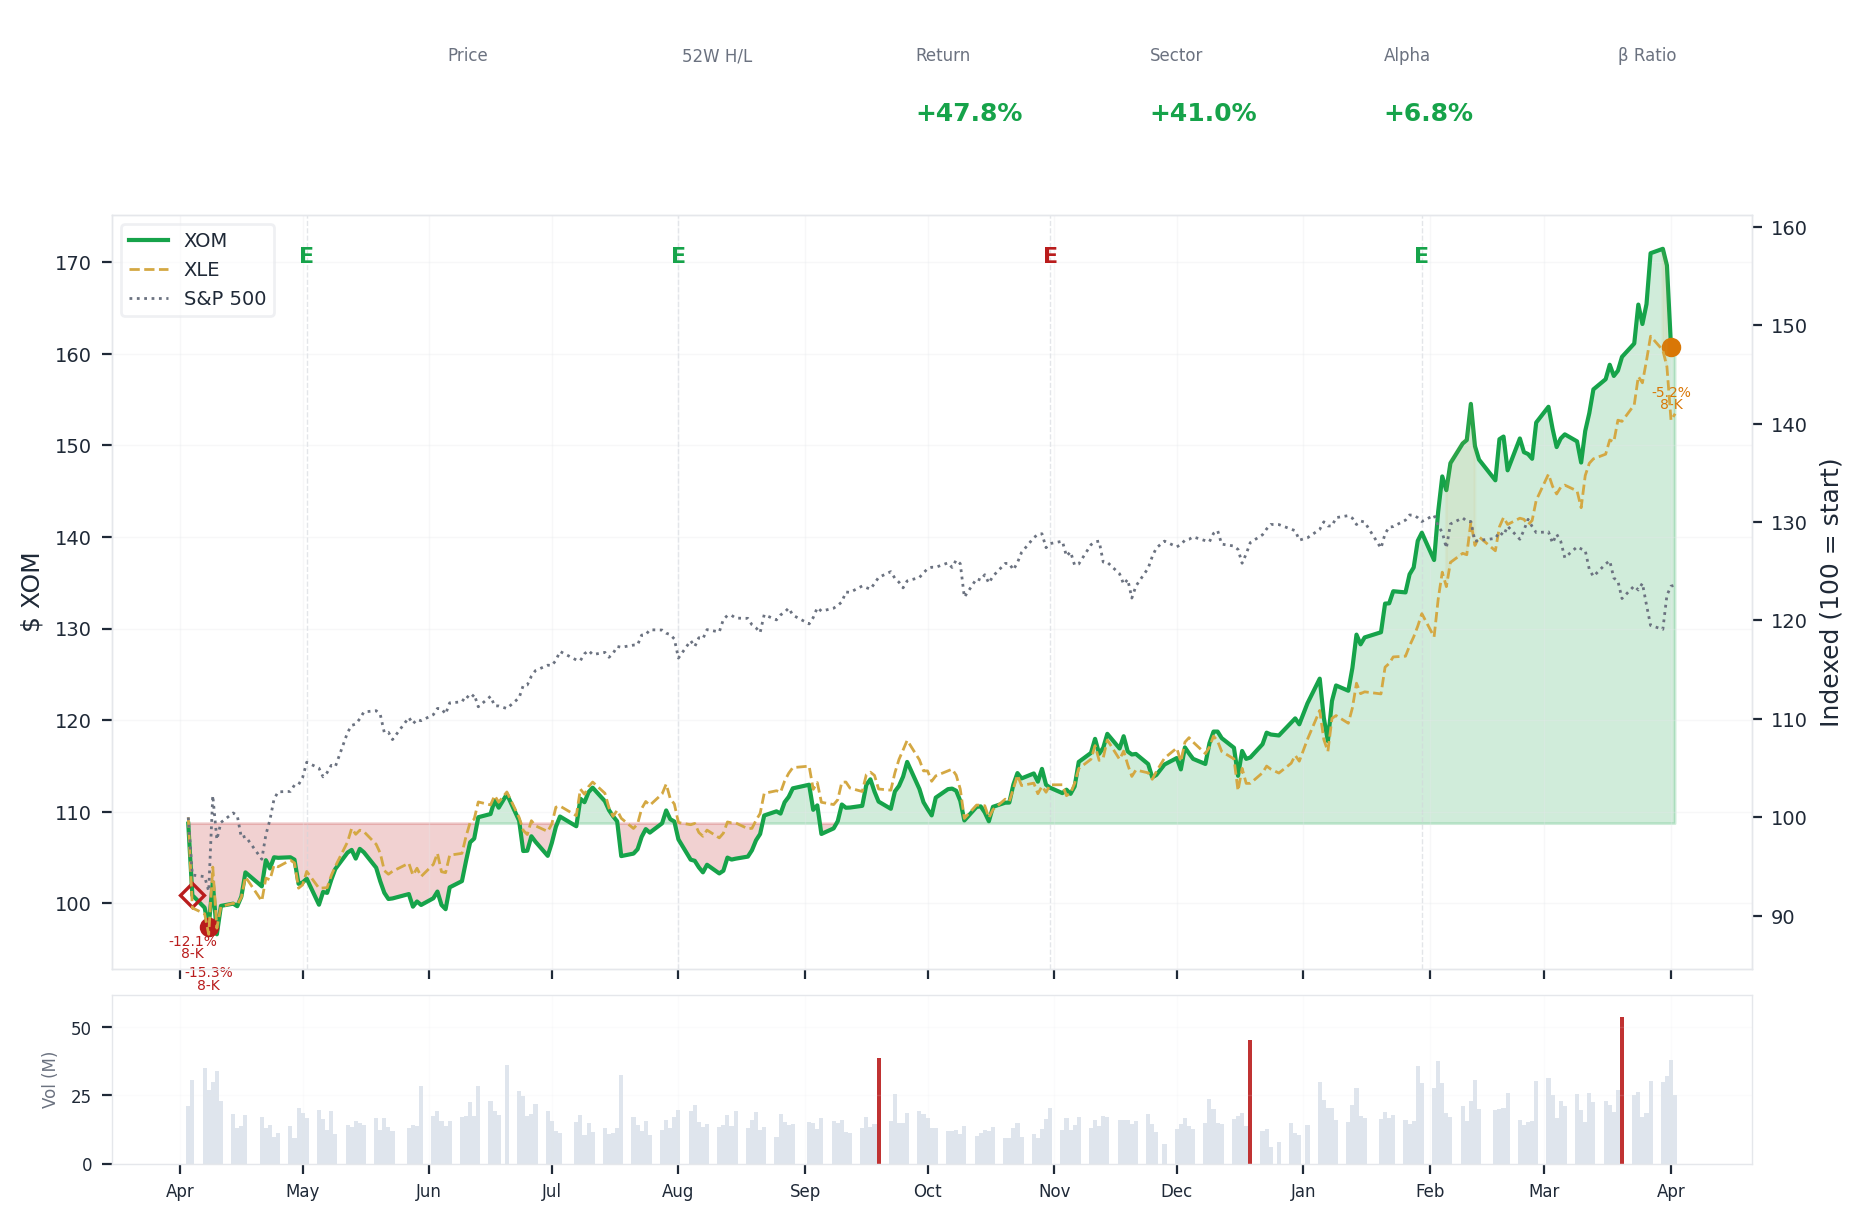 Price 52W H/L Return Sector Alpha β Ratio
+47.8% +41.0% +6.8%
XOM
XLE
S&P 500
E E E E
170
160
150
140
130
120
110
100
$ XOM
160
150
140
130
120
110
100
90
Indexed (100 = start)
-5.2%
8-K
-12.1%
8-K
-15.3%
8-K
50
25
0
Vol (M)
Apr May Jun Jul Aug Sep Oct Nov Dec Jan Feb Mar Apr